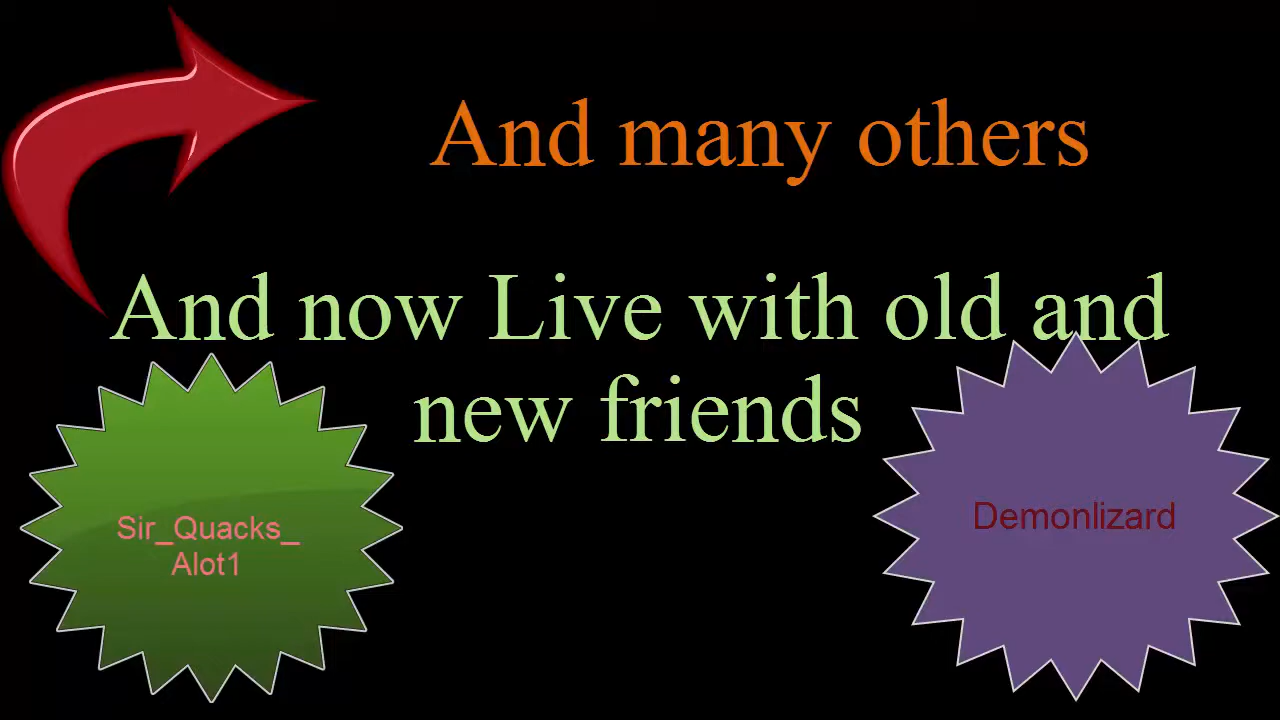 And many others
And now Live with old and
new friends
Sir_Quacks_
Alot1
Demonlizard